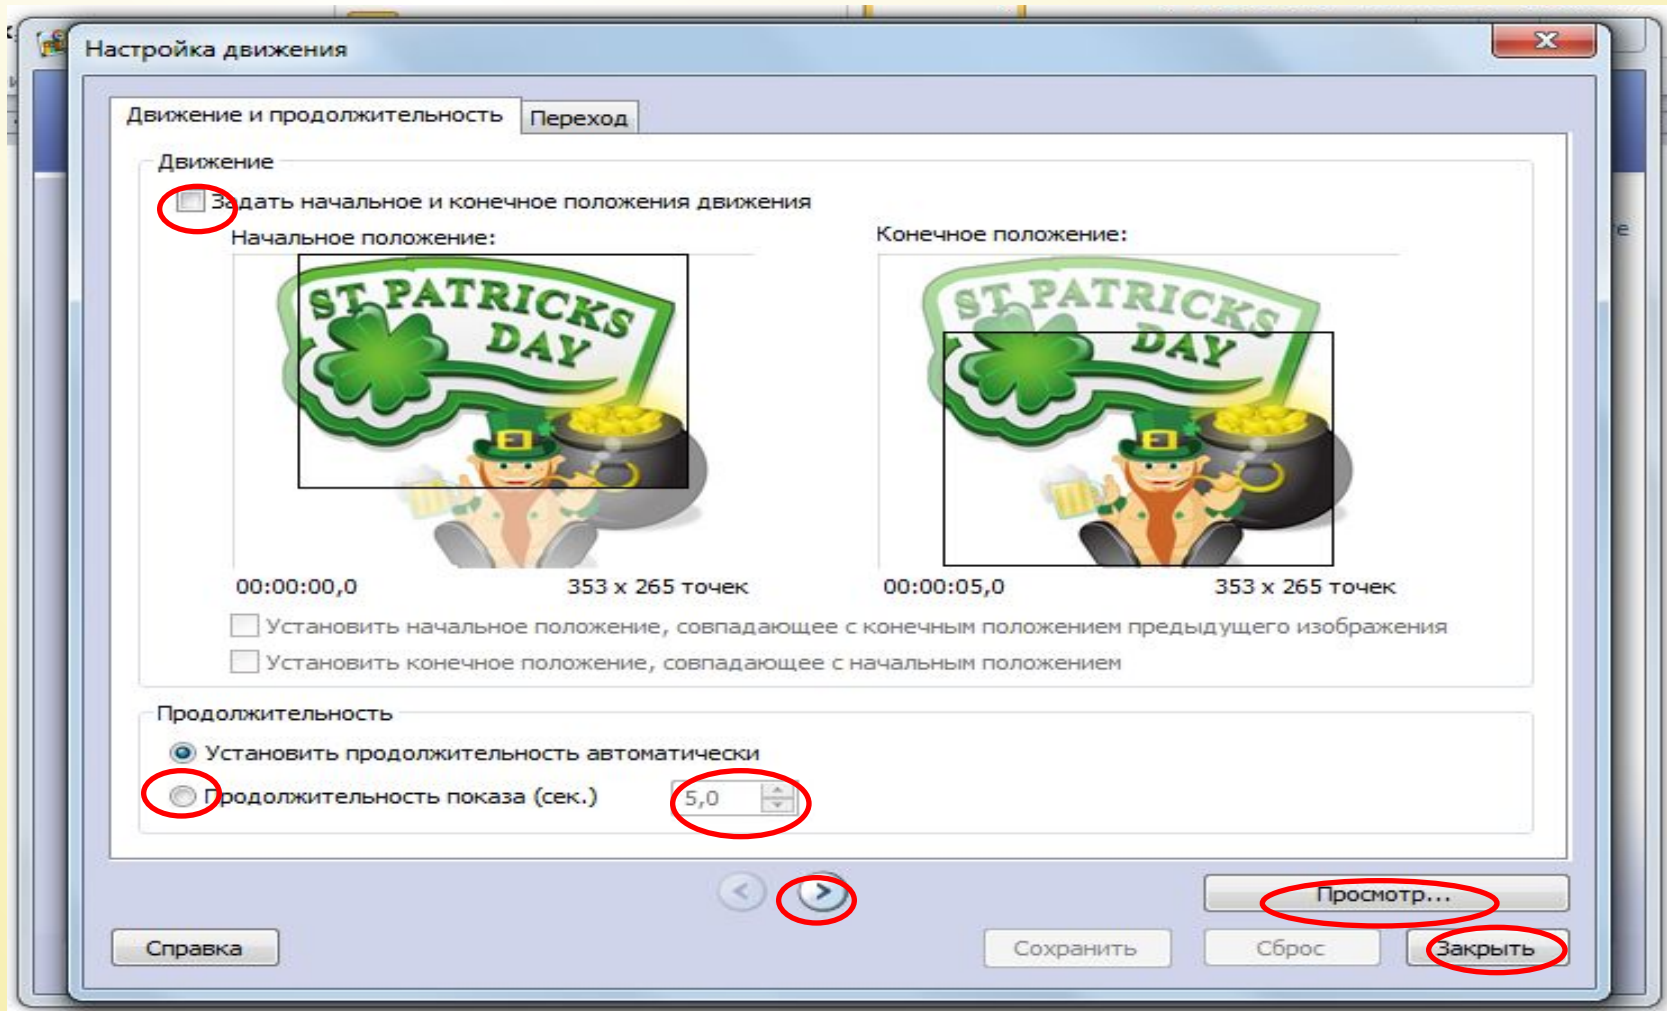 Настройка движения
Движение и продолжительность
Переход
Движение
Задать начальное и конечное положения движения
Начальное положение:
Конечное положение:
ST. PATRICKS
DAY
ST. PATRICKS
DAY
00:00:00,0
353 x 265 точек
00:00:05,0
353 x 265 точек
Установить начальное положение, совпадающее с конечным положением предыдущего изображения
Установить конечное положение, совпадающее с начальным положением
Продолжительность
Установить продолжительность автоматически
Продолжительность показа (сек.)
5,0
Просмотр...
Справка
Сохранить
Сброс
Закрыть